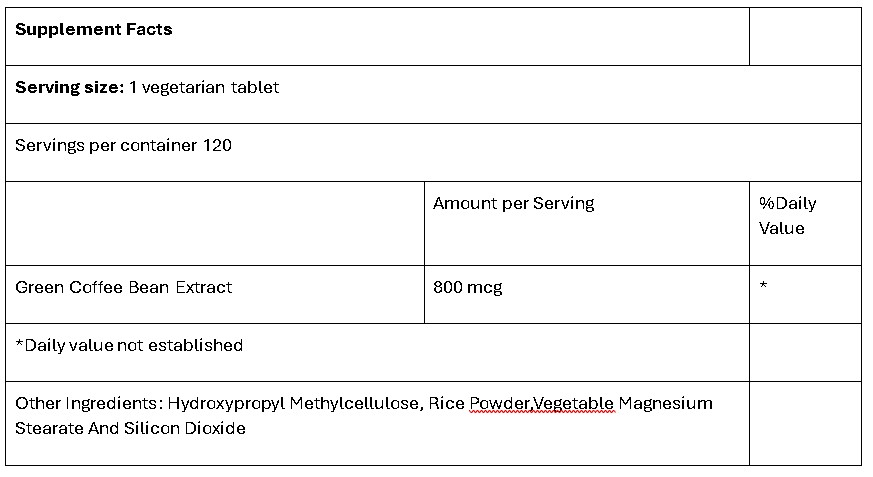 Supplement Facts
Serving size: 1 vegetarian tablet
Servings per container 120
Amount per Serving
%Daily
Value
Green Coffee Bean Extract
800 mcg
*
*Daily value not established
Other Ingredients: Hydroxypropyl Methylcellulose, Rice Powder,Vegetable Magnesium
Stearate And Silicon Dioxide